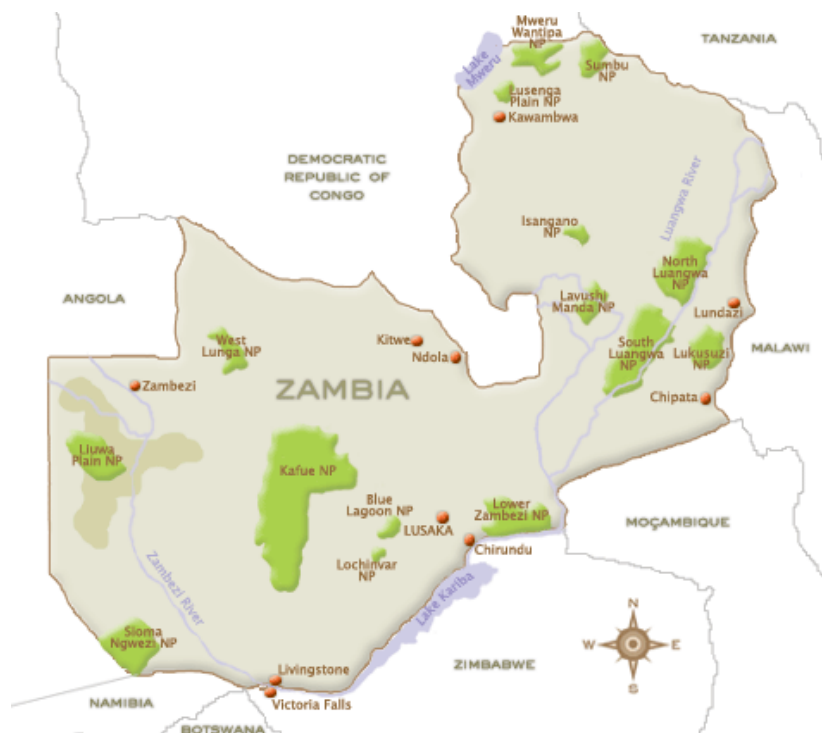 Mweru
Wantipa
NP
TANZANIA
Lake
Mweru
Sumbu
NP
Lusenga
Plain NP
Kawambwa
DEMOCRATIC
REPUBLIC OF
CONGO
Luangwa River
Isangano
NP
North
Luangwa
NP
ANGOLA
Lavushi
Manda NP
Lundazi
West
Lunga NP
Kitwe
Ndola
South
Luangwa
NP
Lukusuzi
NP
MALAWI
Zambezi
ZAMBIA
Chipata
Liuwa
Plain NP
Kafue NP
Blue
Lagoon NP
LUSAKA
Lower
Zambezi NP
MOÇAMBIQUE
Chirundu
Lochinvar
NP
Zambezi River
Lake Kariba
N
W
E
S
Sioma
Ngwezi NP
Livingstone
ZIMBABWE
Victoria Falls
NAMIBIA
BOTSWANA